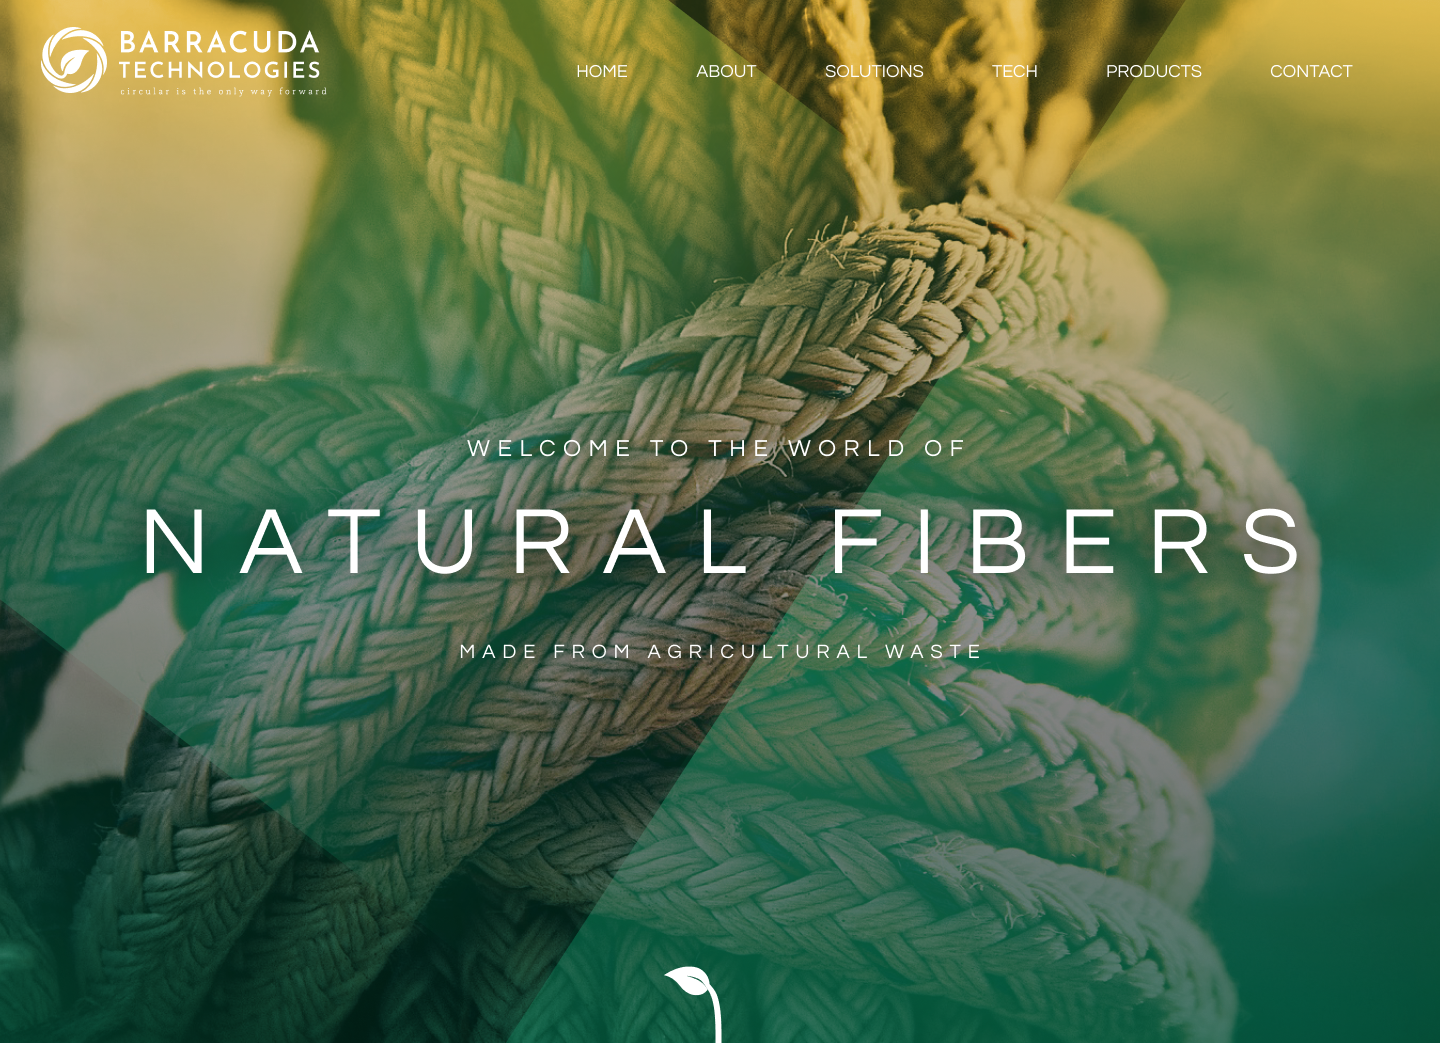 BARRACUDA
TECHNOLOGIES
circular is the only way forward
HOME ABOUT SOLUTIONS TECH PRODUCTS CONTACT
WELCOME TO THE WORLD OF
NATURAL FIBERS
MADE FROM AGRICULTURAL WASTE